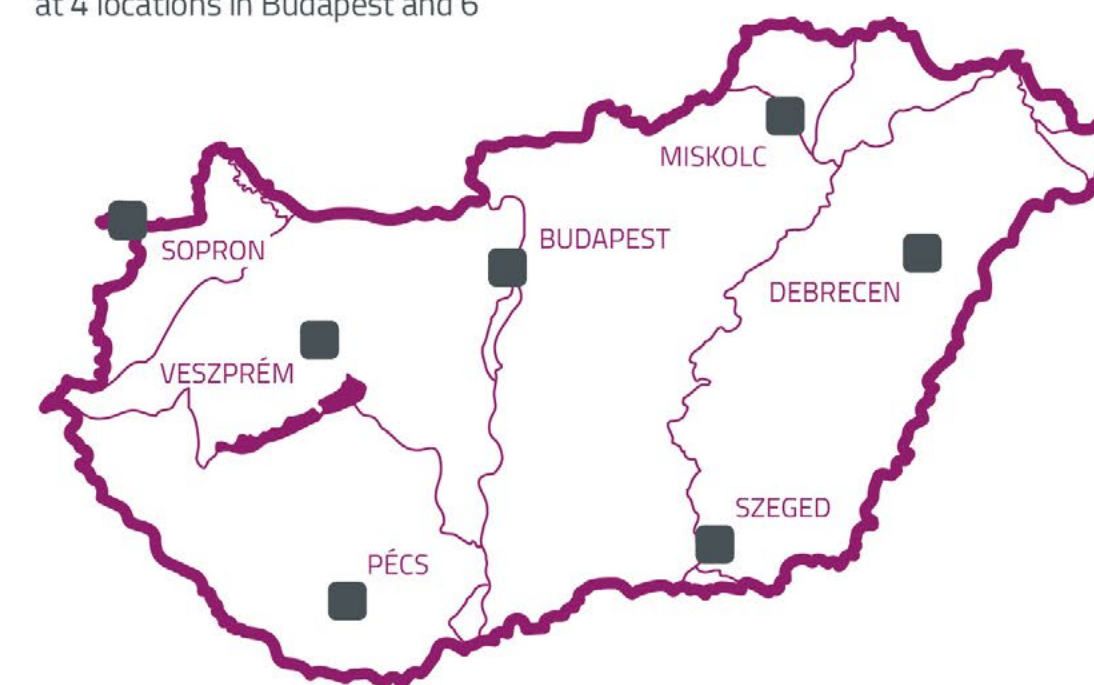 at 4 locations in Budapest and 6
MISKOLC
BUDAPEST
SOPRON
DEBRECEN
VESZPRÉM
SZEGED
PÉCS